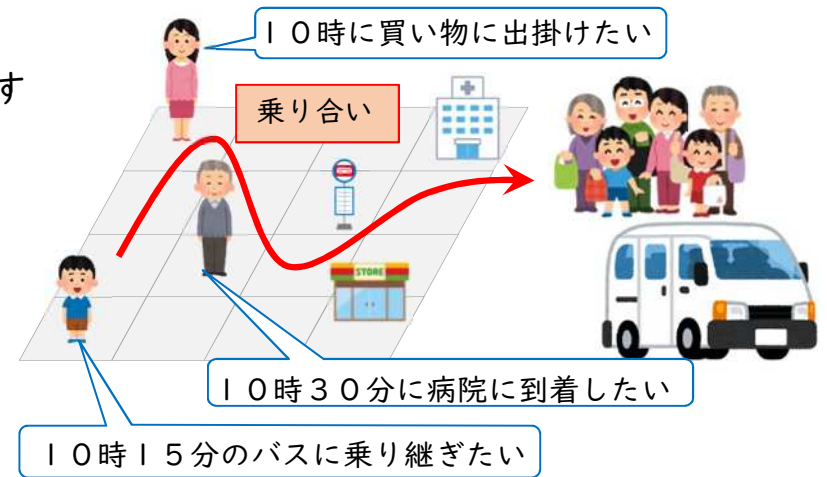 １０時に買い物に出掛けたい
す
乗り合い
STORE
１０時３０分に病院に到着したい
１０時１５分のバスに乗り継ぎたい